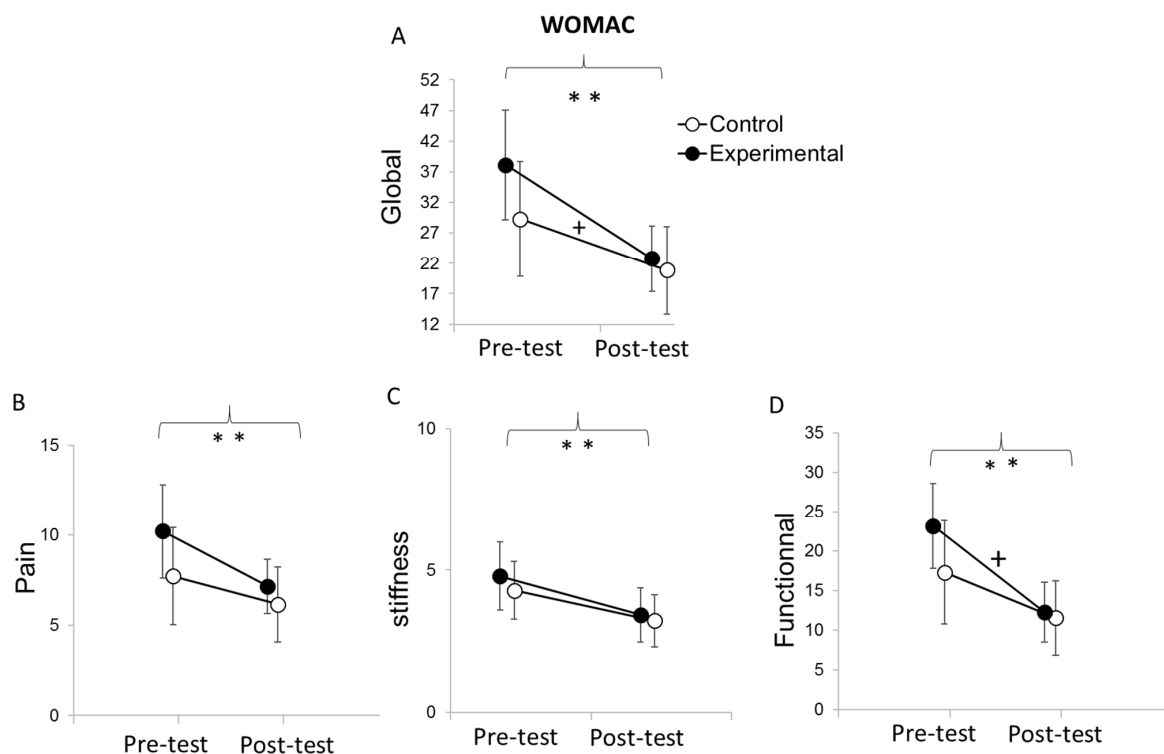 WOMAC
A
52
47
42
37
32
27
22
17
12
Global
* *
+
Control
Experimental
Pre-test Post-test
B
15
10
5
0
Pain
* *
Pre-test Post-test
C
10
5
0
stiffness
* *
Pre-test Post-test
D
35
30
25
20
15
10
5
0
Functionnal
* *
+
Pre-test Post-test